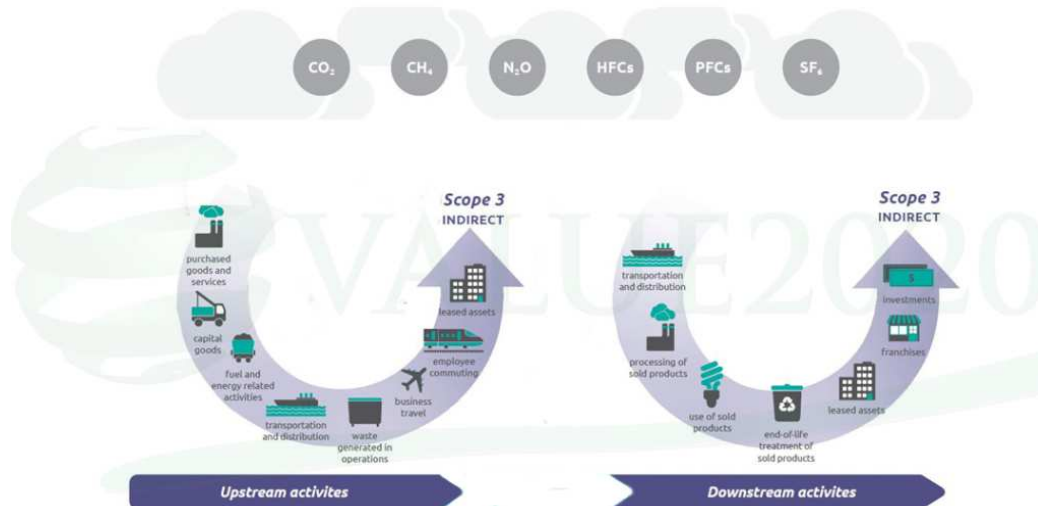 CO₂ CH₄ N₂O HFCs PFCs SF₆
VALUE2020
Scope 3
INDIRECT
purchased
goods and
services
capital
goods
fuel and
energy related
activities
transportation
and distribution
waste
generated in
operations
business
travel
employee
commuting
leased assets
Upstream activites
Scope 3
INDIRECT
transportation
and distribution
processing of
sold products
use of sold
products
end-of-life
treatment of
sold products
leased assets
franchises
$
investments
Downstream activites